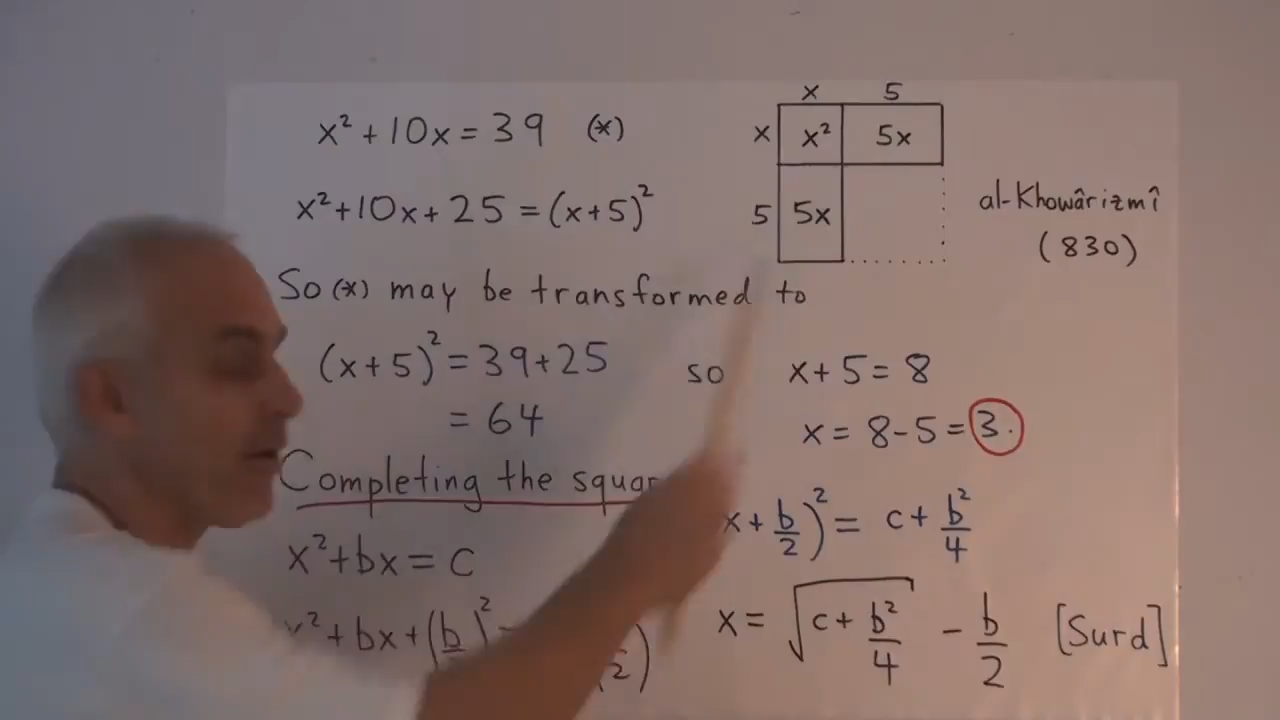 x² + 10x = 39 (*)
x² + 10x + 25 = (x+5)²
So (*) may be transformed to
(x+5)² = 39+25
= 64
so x+5 = 8
x = 8-5 = 3.
x 5
x x² 5x
5 5x
al-Khowârizmî
(830)
Completing the
x² + bx = c
x + b/2)² = c + b²/4
² + bx + (b
x = √(c + b²/4) - b/2 [Surd]